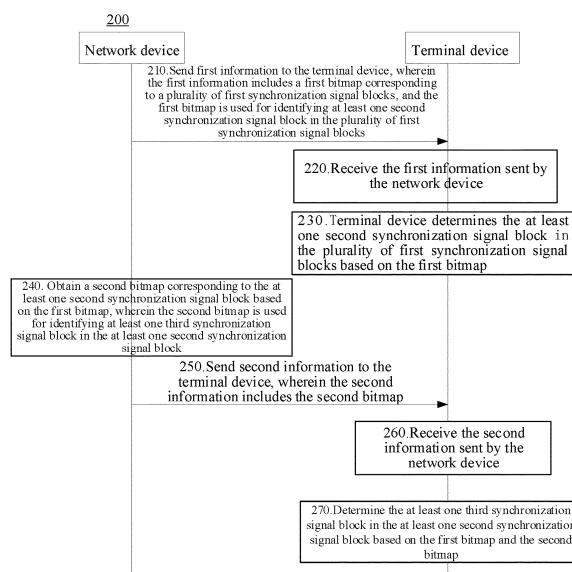 200
Network device
Terminal device
210.Send first information to the terminal device, wherein
the first information includes a first bitmap corresponding
to a plurality of first synchronization signal blocks, and the
first bitmap is used for identifying at least one second
synchronization signal block in the plurality of first
synchronization signal blocks
220.Receive the first information sent by
the network device
230.Terminal device determines the at least
one second synchronization signal block in
the plurality of first synchronization signal
blocks based on the first bitmap
240. Obtain a second bitmap corresponding to the at
least one second synchronization signal block based
on the first bitmap, wherein the second bitmap is used
for identifying at least one third synchronization
signal block in the at least one second synchronization
signal block
250.Send second information to the
terminal device, wherein the second
information includes the second bitmap
260.Receive the second
information sent by the
network device
270.Determine the at least one third synchronization
signal block in the at least one second synchronization
signal block based on the first bitmap and the second
bitmap